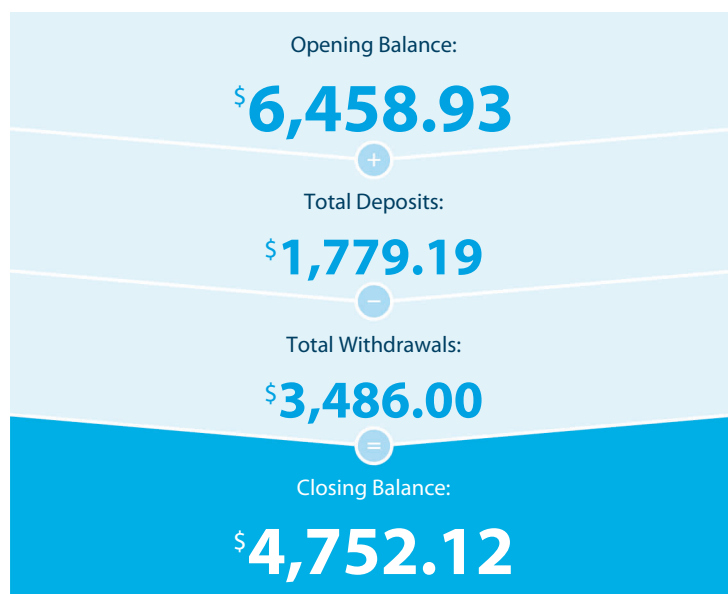 Opening Balance:
$6,458.93
+
Total Deposits:
$1,779.19
−
Total Withdrawals:
$3,486.00
=
Closing Balance:
$4,752.12